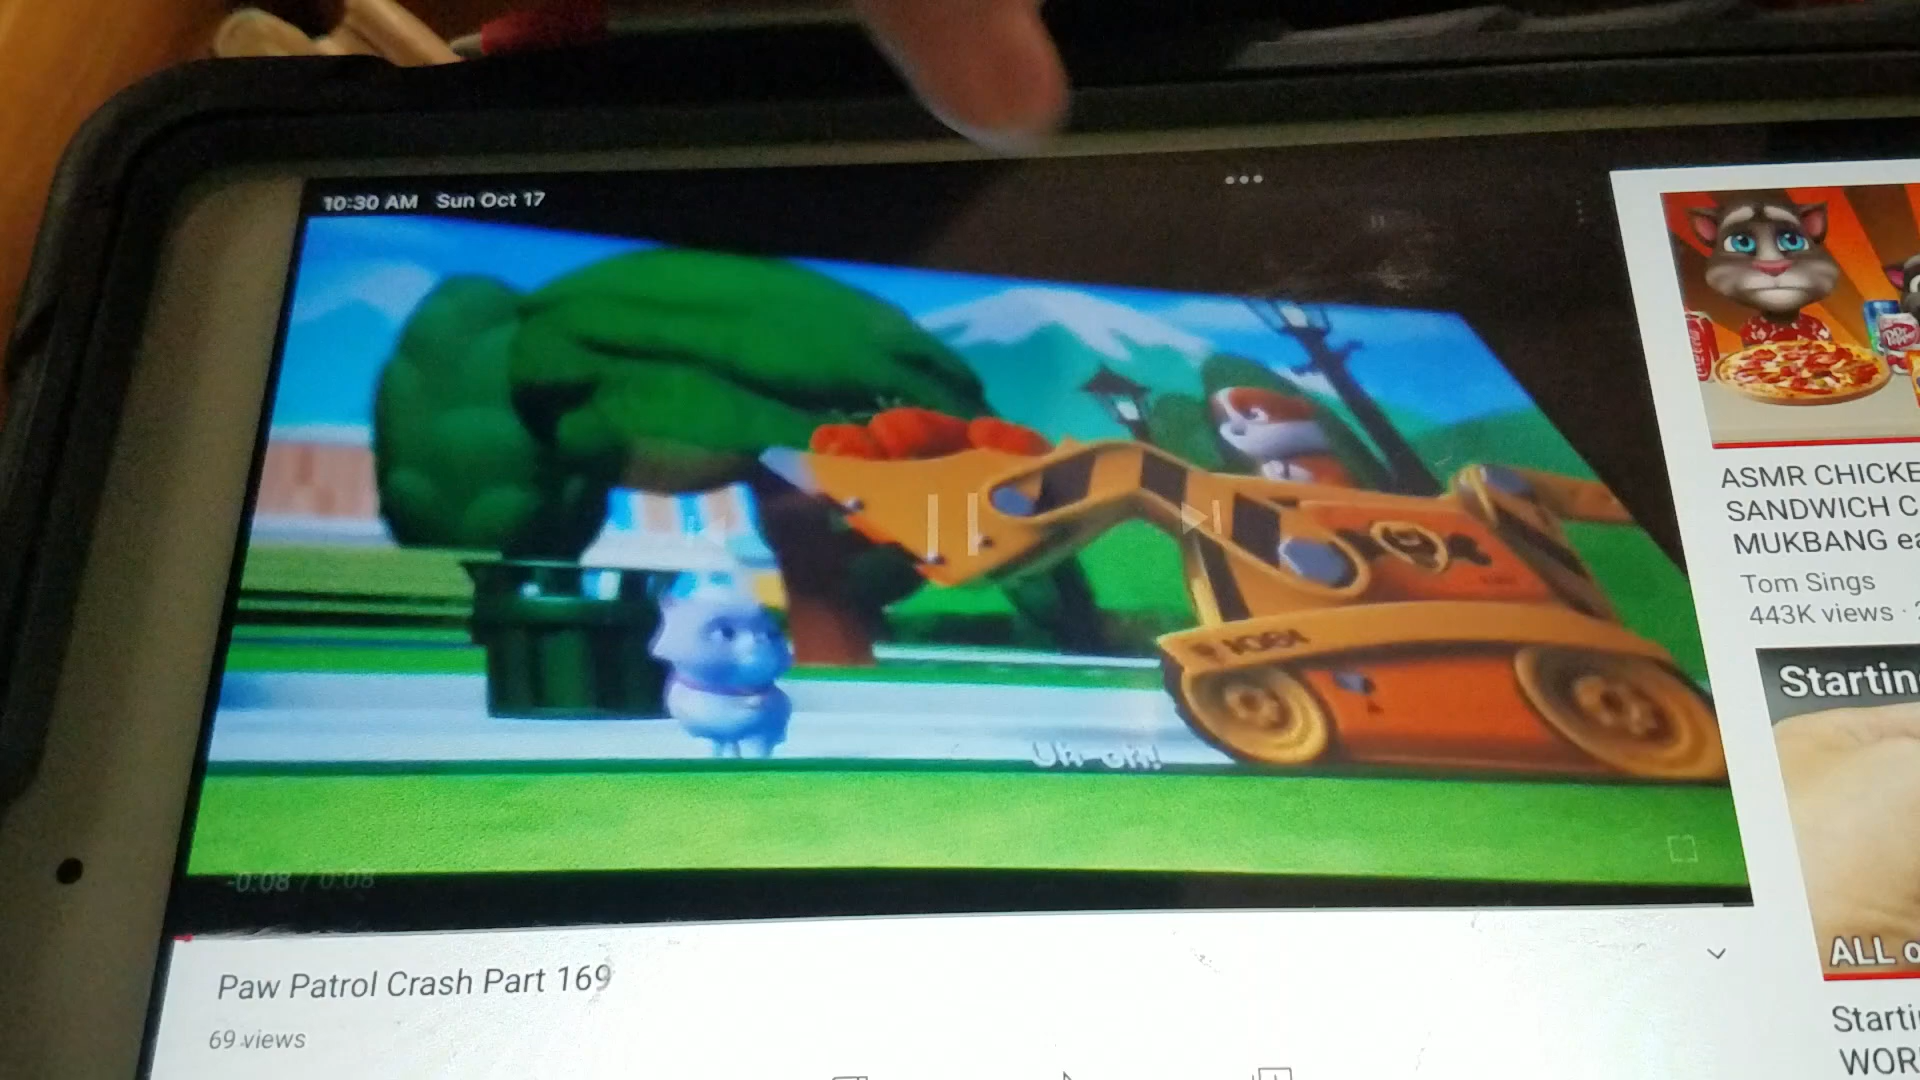 10:30 AM Sun Oct 17
Uh-oh!
-0:08 / 0:08
Paw Patrol Crash Part 169
69 views
ASMR CHICKE
SANDWICH C
MUKBANG ea
Tom Sings
443K views ·
Startin
ALL o
Starti
WOR